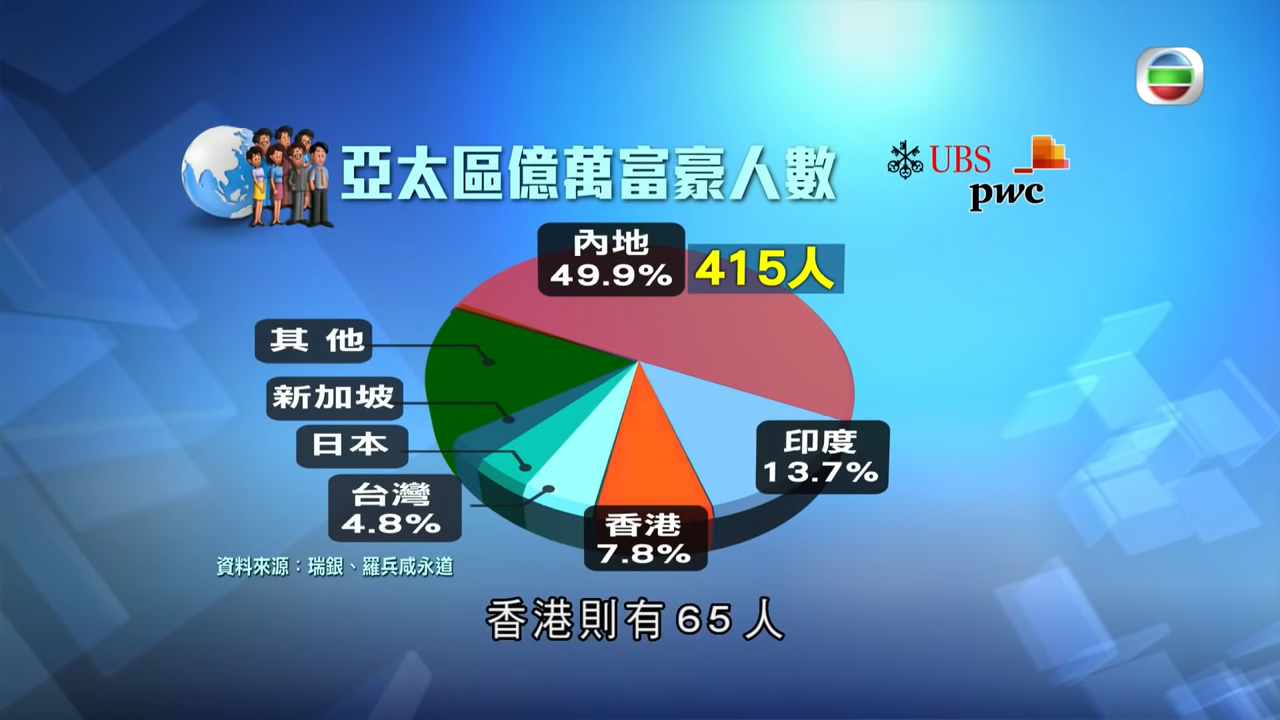 亞太區億萬富豪人數
UBS
pwc
內地
49.9%
415人
其他
新加坡
日本
台灣
4.8%
印度
13.7%
香港
7.8%
資料來源：瑞銀、羅兵咸永道
香港則有65人